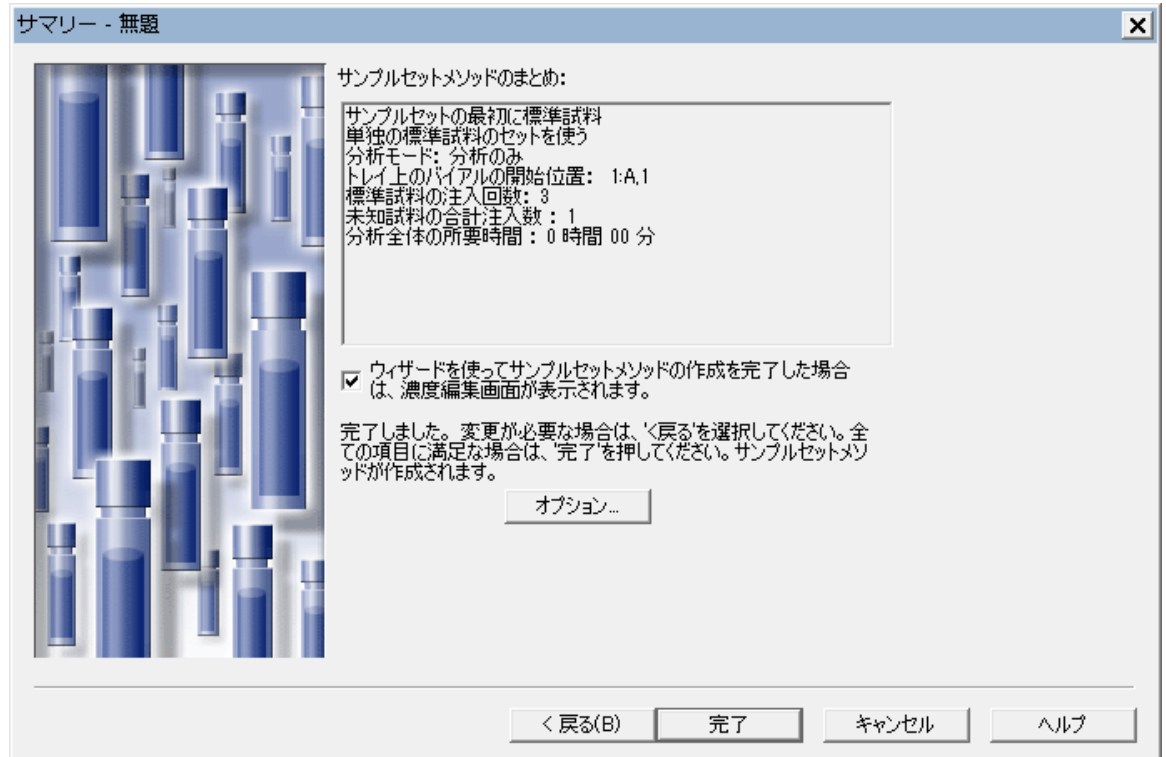 サマリー - 無題
サンプルセットメソッドのまとめ:
サンプルセットの最初に標準試料
単独の標準試料のセットを使う
分析モード: 分析のみ
トレイ上のバイアルの開始位置: 1:A,1
標準試料の注入回数: 3
未知試料の合計注入数 : 1
分析全体の所要時間 : 0 時間 00 分
ウィザードを使ってサンプルセットメソッドの作成を完了した場合
は、濃度編集画面が表示されます。
完了しました。変更が必要な場合は、'<戻る'を選択してください。全
ての項目に満足な場合は、'完了'を押してください。サンプルセットメソ
ッドが作成されます。
オプション...
< 戻る(B)
完了
キャンセル
ヘルプ